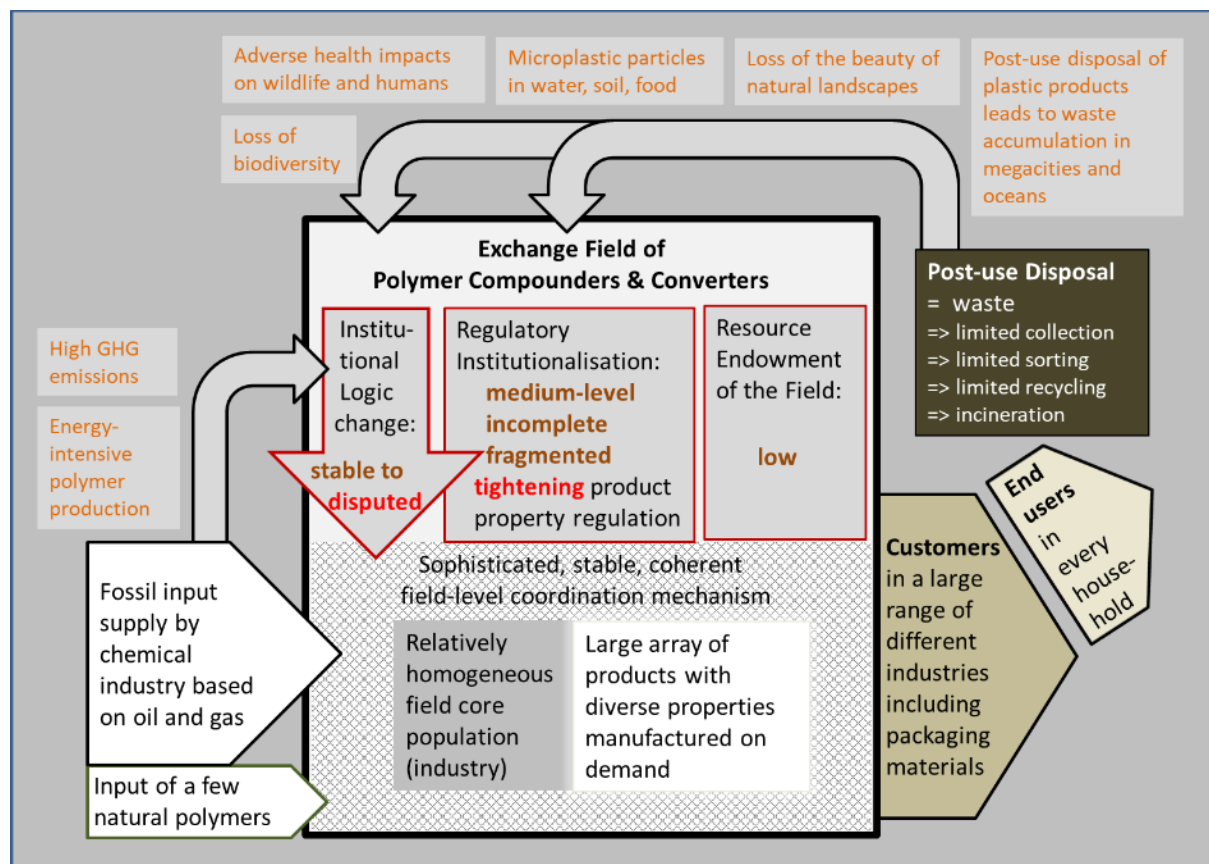 Adverse health impacts
on wildlife and humans
Microplastic particles
in water, soil, food
Loss of the beauty of
natural landscapes
Post-use disposal of
plastic products
leads to waste
accumulation in
megacities and
oceans
Loss of
biodiversity
Exchange Field of
Polymer Compounders & Converters
Post-use Disposal
= waste
=> limited collection
=> limited sorting
=> limited recycling
=> incineration
High GHG
emissions
Energy-
intensive
polymer
production
Institu-
tional
Logic
change:
stable to
disputed
Regulatory
Institutionalisation:
medium-level
incomplete
fragmented
tightening product
property regulation
Resource
Endowment
of the Field:
low
Sophisticated, stable, coherent
field-level coordination mechanism
Relatively
homogeneous
field core
population
(industry)
Large array of
products with
diverse properties
manufactured on
demand
Fossil input
supply by
chemical
industry based
on oil and gas
Input of a few
natural polymers
Customers
in a large
range of
different
industries
including
packaging
materials
End
users
in
every
house-
hold